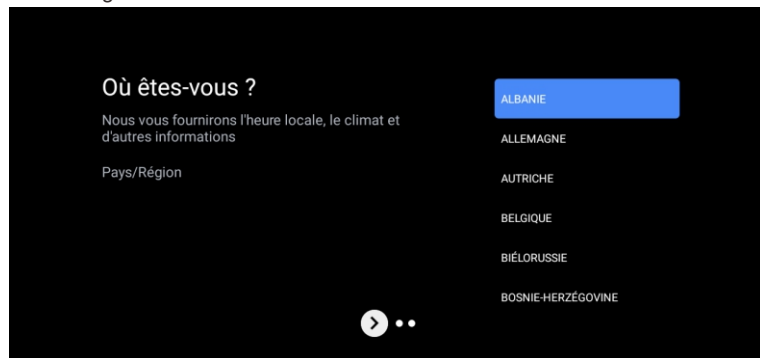 Où êtes-vous ?
Nous vous fournirons l'heure locale, le climat et
d'autres informations
Pays/Région
ALBANIE
ALLEMAGNE
AUTRICHE
BELGIQUE
BIÉLORUSSIE
BOSNIE-HERZÉGOVINE